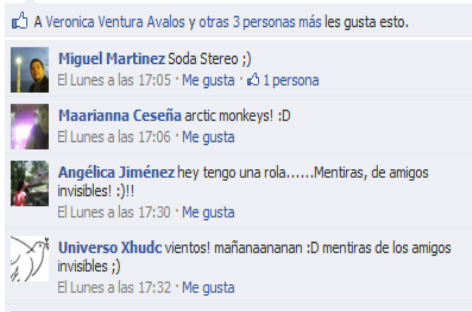 A Veronica Ventura Avalos y otras 3 personas más les gusta esto.
Miguel Martinez Soda Stereo ;)
El Lunes a las 17:05 · Me gusta · 1 persona
Maarianna Ceseña arctic monkeys! :D
El Lunes a las 17:06 · Me gusta
Angélica Jiménez hey tengo una rola......Mentiras, de amigos
invisibles! :)!!
El Lunes a las 17:30 · Me gusta
Universo Xhudc vientos! mañanaananan :D mentiras de los amigos
invisibles ;)
El Lunes a las 17:32 · Me gusta